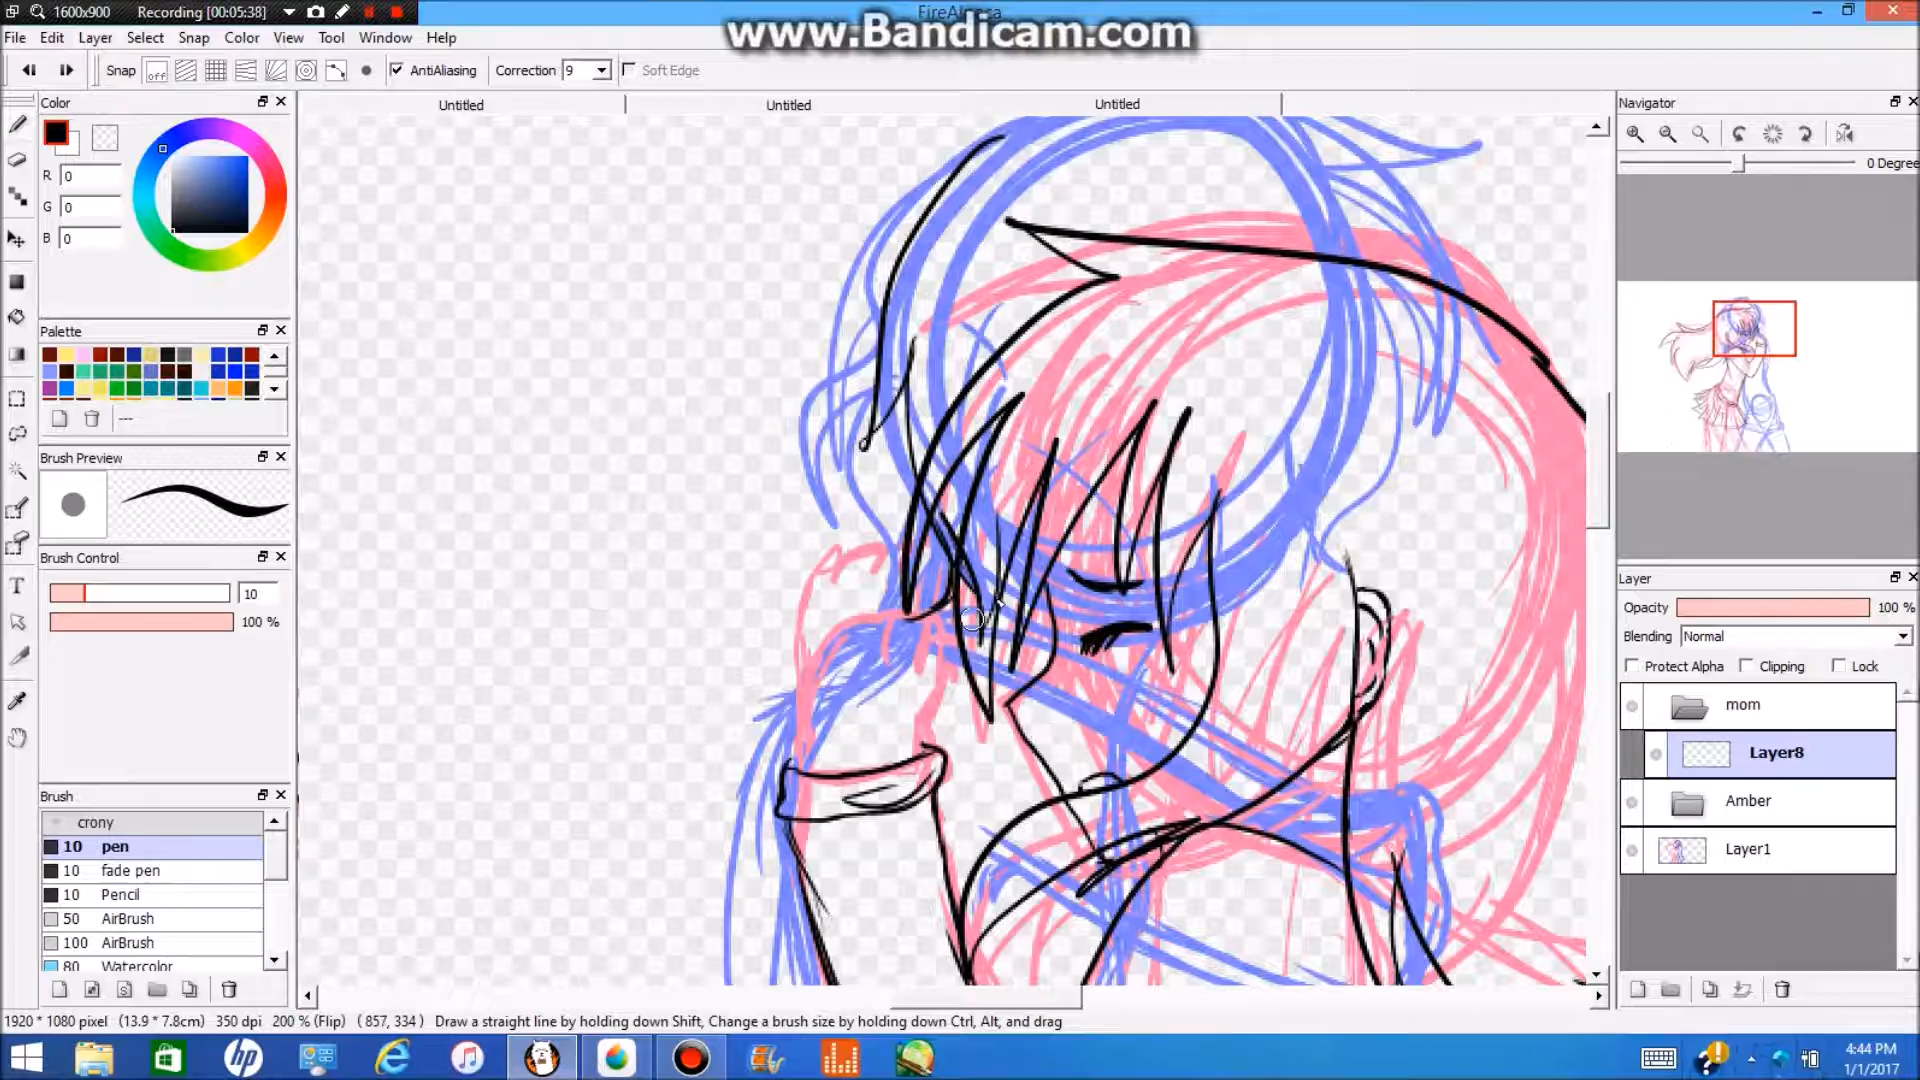 1600x900 Recording [00:05:38]
FireAlpaca
www.Bandicam.com
File Edit Layer Select Snap Color View Tool Window Help
Snap off AntiAliasing Correction 9 Soft Edge
Color
R 0
G 0
B 0
Palette
---
Brush Preview
Brush Control
10
100 %
Brush
crony
10 pen
10 fade pen
10 Pencil
50 AirBrush
100 AirBrush
80 Watercolor
Untitled Untitled Untitled
Navigator
0 Degree
Layer
Opacity 100 %
Blending Normal
Protect Alpha Clipping Lock
mom
Layer8
Amber
Layer1
1920 * 1080 pixel (13.9 * 7.8cm) 350 dpi 200 % (Flip) ( 857, 334 ) Draw a straight line by holding down Shift, Change a brush size by holding down Ctrl, Alt, and drag
T
S
hp
4:44 PM
1/1/2017